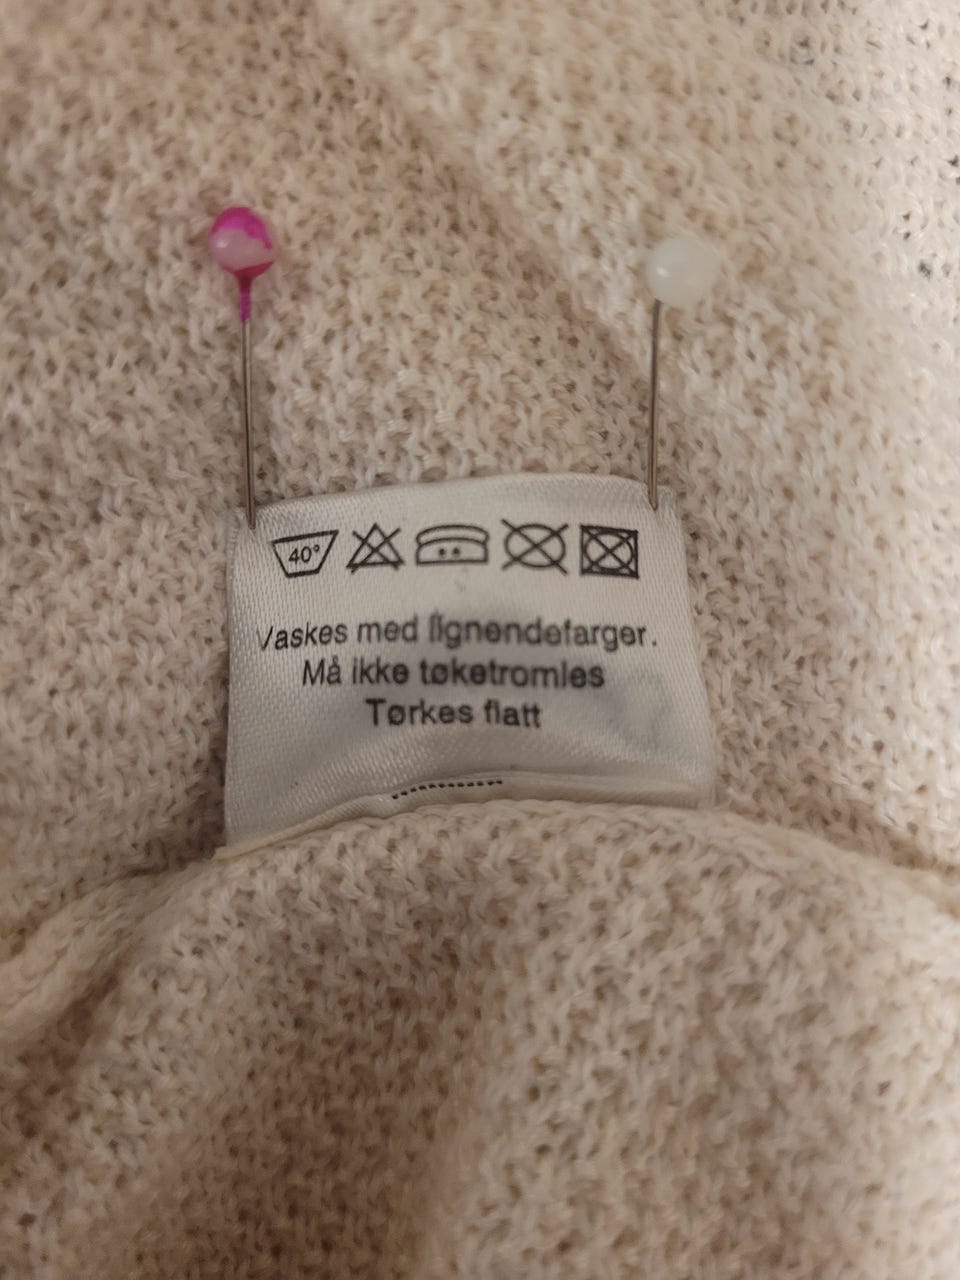 40°
Vaskes med lignendefarger.
Må ikke tøketromles
Tørkes flatt